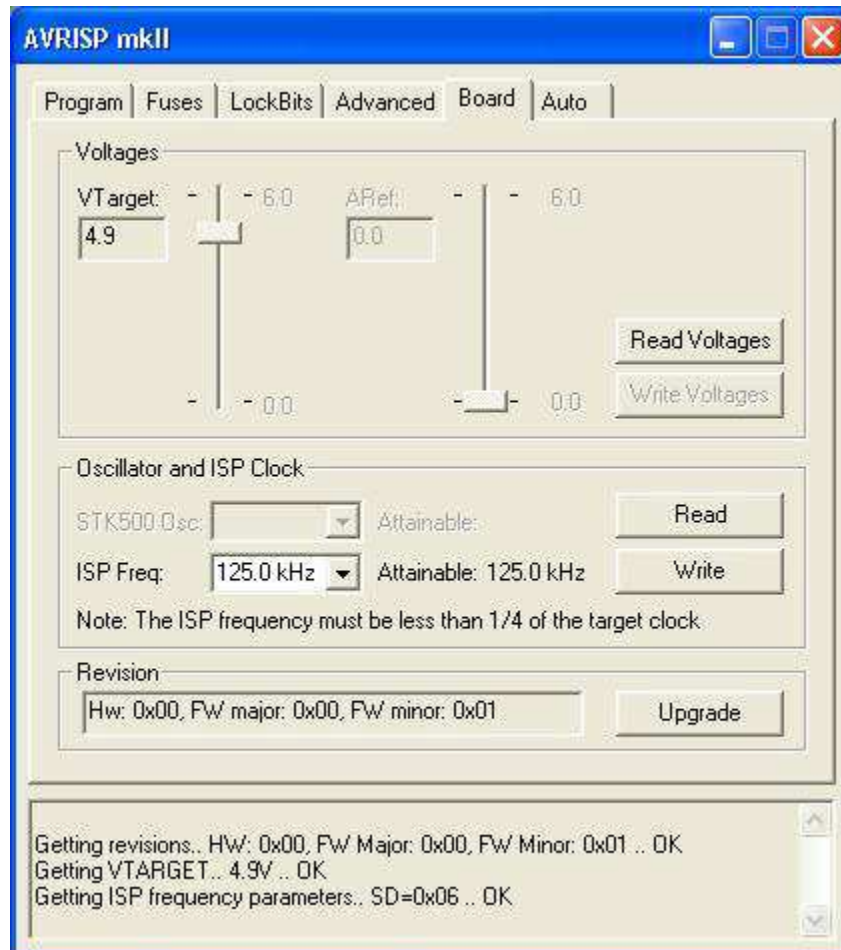 AVRISP mkII
Program Fuses LockBits Advanced Board Auto
Voltages
VTarget: 6.0 ARef: 6.0
4.9 0.0
Read Voltages
0.0 0.0 Write Voltages
Oscillator and ISP Clock
STK500 Osc: Attainable: Read
ISP Freq: 125.0 kHz Attainable: 125.0 kHz Write
Note: The ISP frequency must be less than 1/4 of the target clock
Revision
Hw: 0x00, FW major: 0x00, FW minor: 0x01 Upgrade
Getting revisions.. HW: 0x00, FW Major: 0x00, FW Minor: 0x01 .. OK
Getting VTARGET.. 4.9V .. OK
Getting ISP frequency parameters.. SD=0x06 .. OK